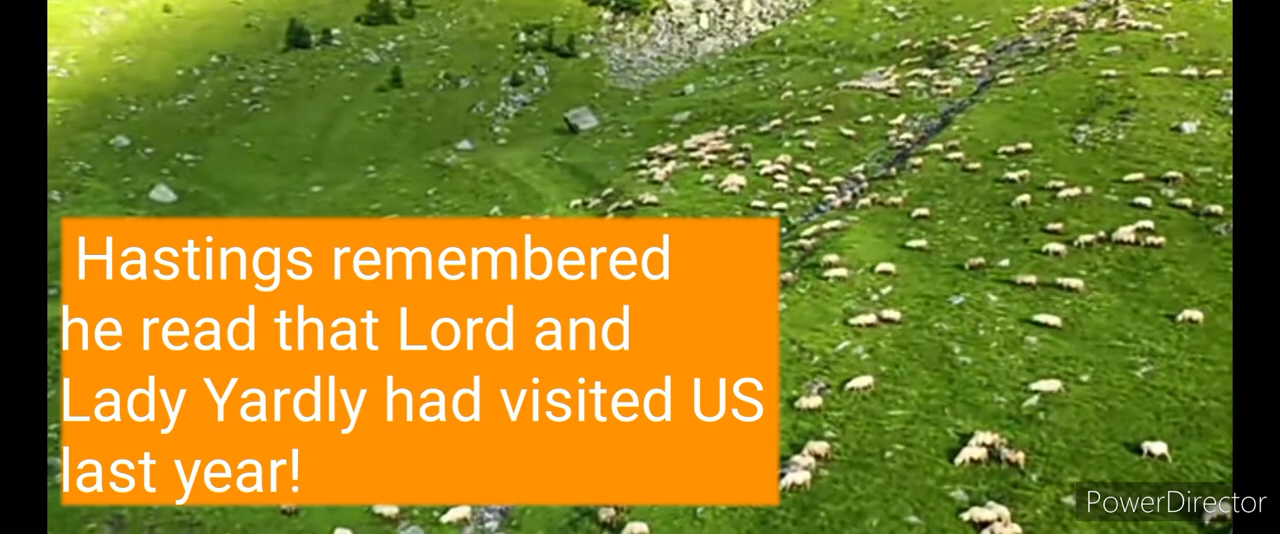 Hastings remembered
he read that Lord and
Lady Yardly had visited US
last year!
PowerDirector